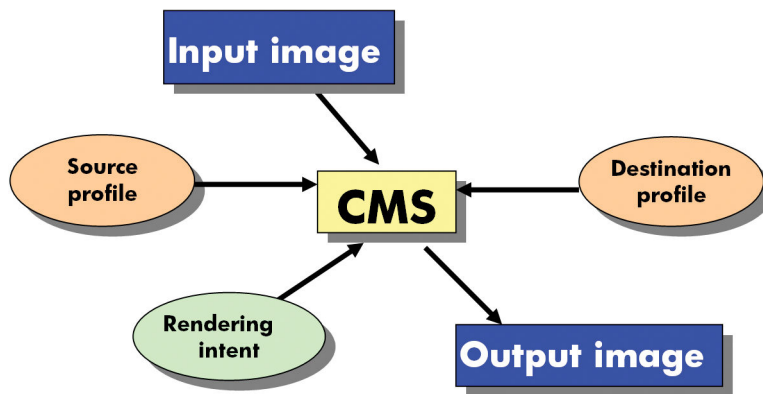 Input image
Source
profile
Destination
profile
CMS
Rendering
intent
Output image